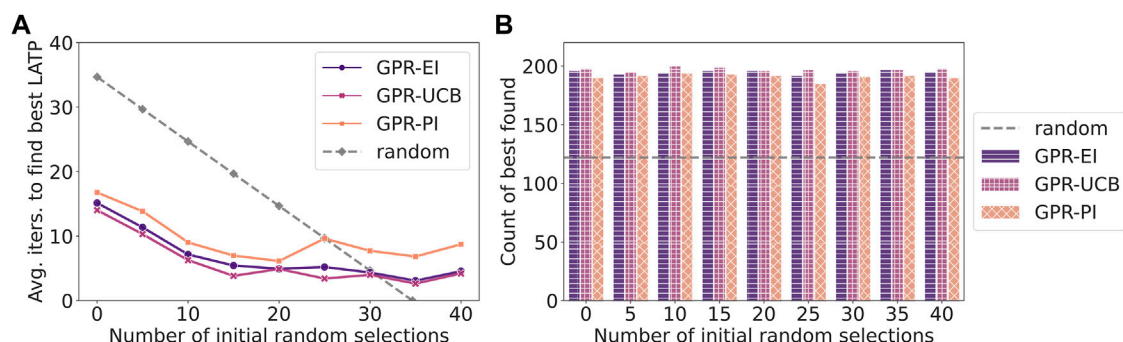 A
Avg. iters. to find best LATP
40
30
20
10
0
0 10 20 30 40
Number of initial random selections
GPR-EI
GPR-UCB
GPR-PI
random
B
Count of best found
200
150
100
50
0
0 5 10 15 20 25 30 35 40
Number of initial random selections
random
GPR-EI
GPR-UCB
GPR-PI